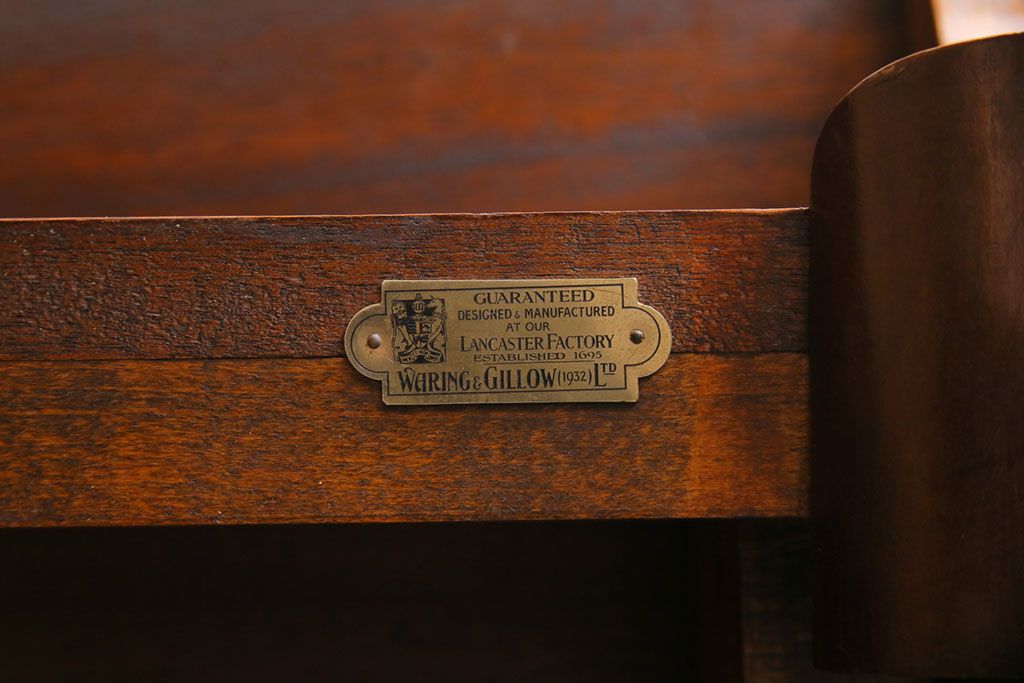 GUARANTEED
DESIGNED & MANUFACTURED
AT OUR
LANCASTER FACTORY
ESTABLISHED 1695
WARING & GILLOW (1932) LTD